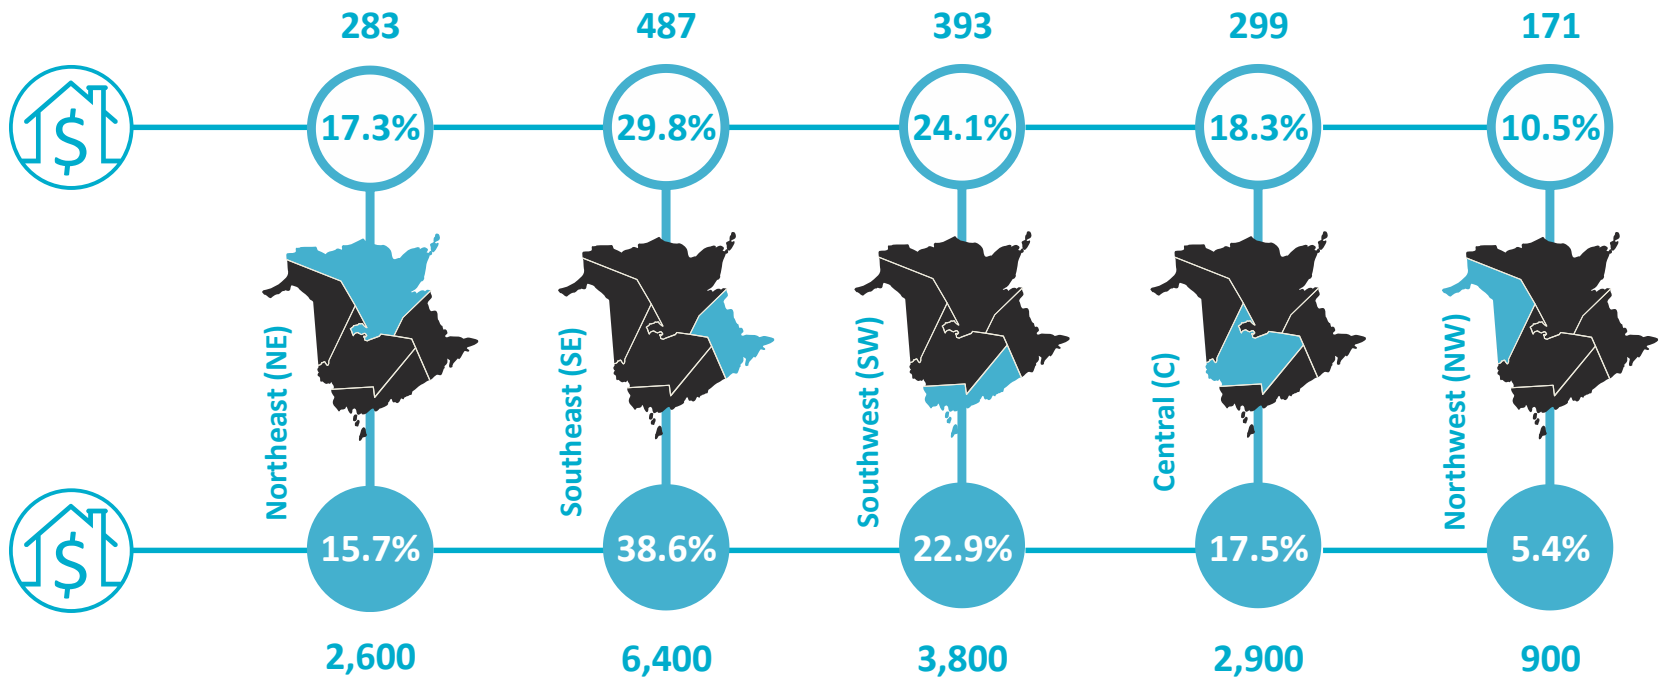 283 487 393 299 171
17.3% 29.8% 24.1% 18.3% 10.5%
Northeast (NE)
Southeast (SE)
Southwest (SW)
Central (C)
Northwest (NW)
15.7% 38.6% 22.9% 17.5% 5.4%
2,600 6,400 3,800 2,900 900